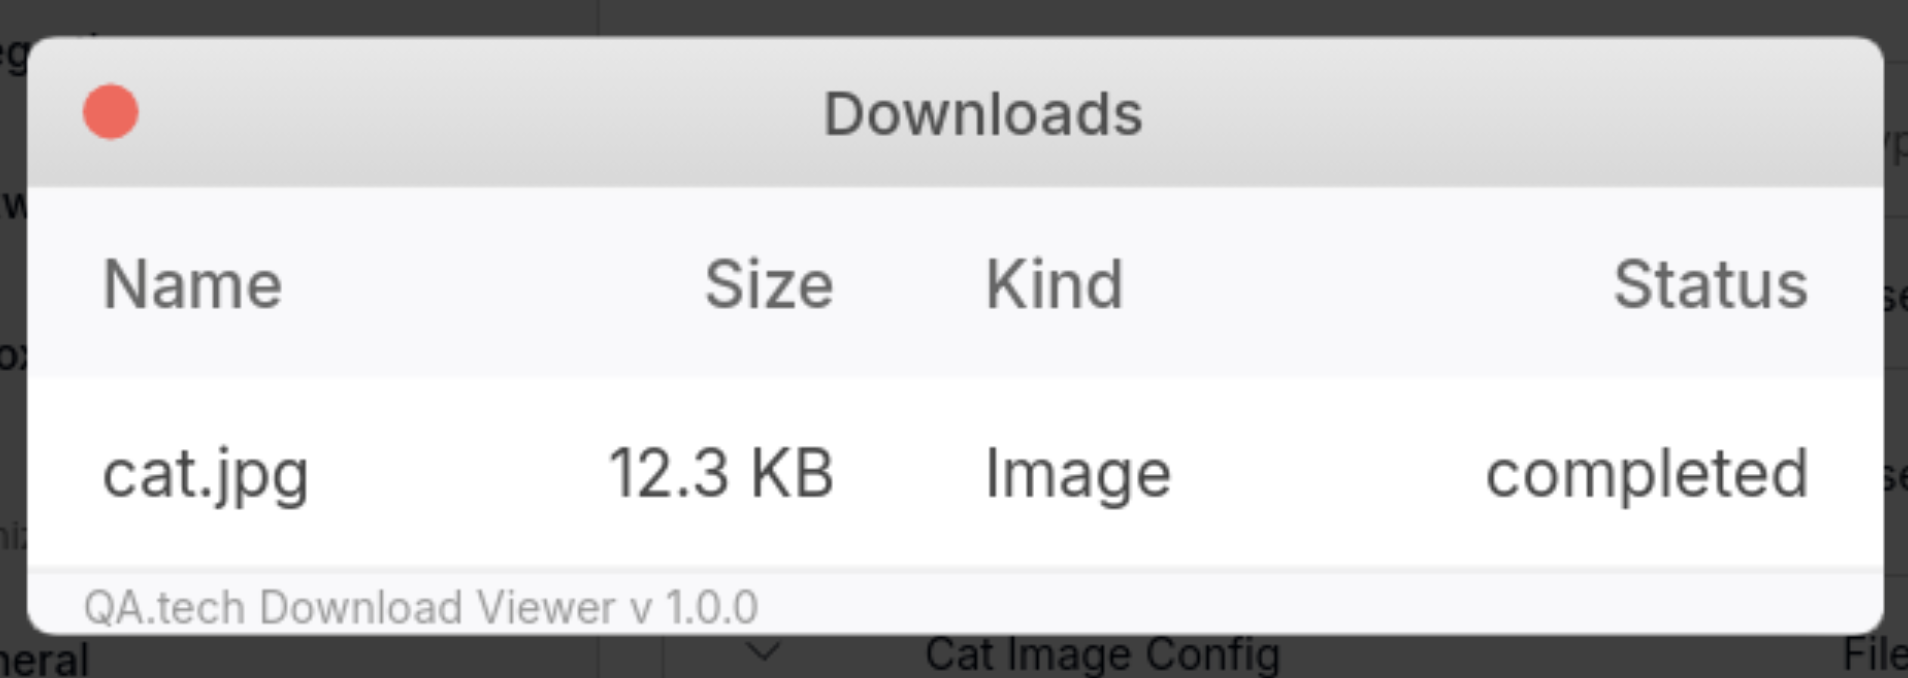 Downloads
Name Size Kind Status
cat.jpg 12.3 KB Image completed
QA.tech Download Viewer v 1.0.0
Cat Image Config File